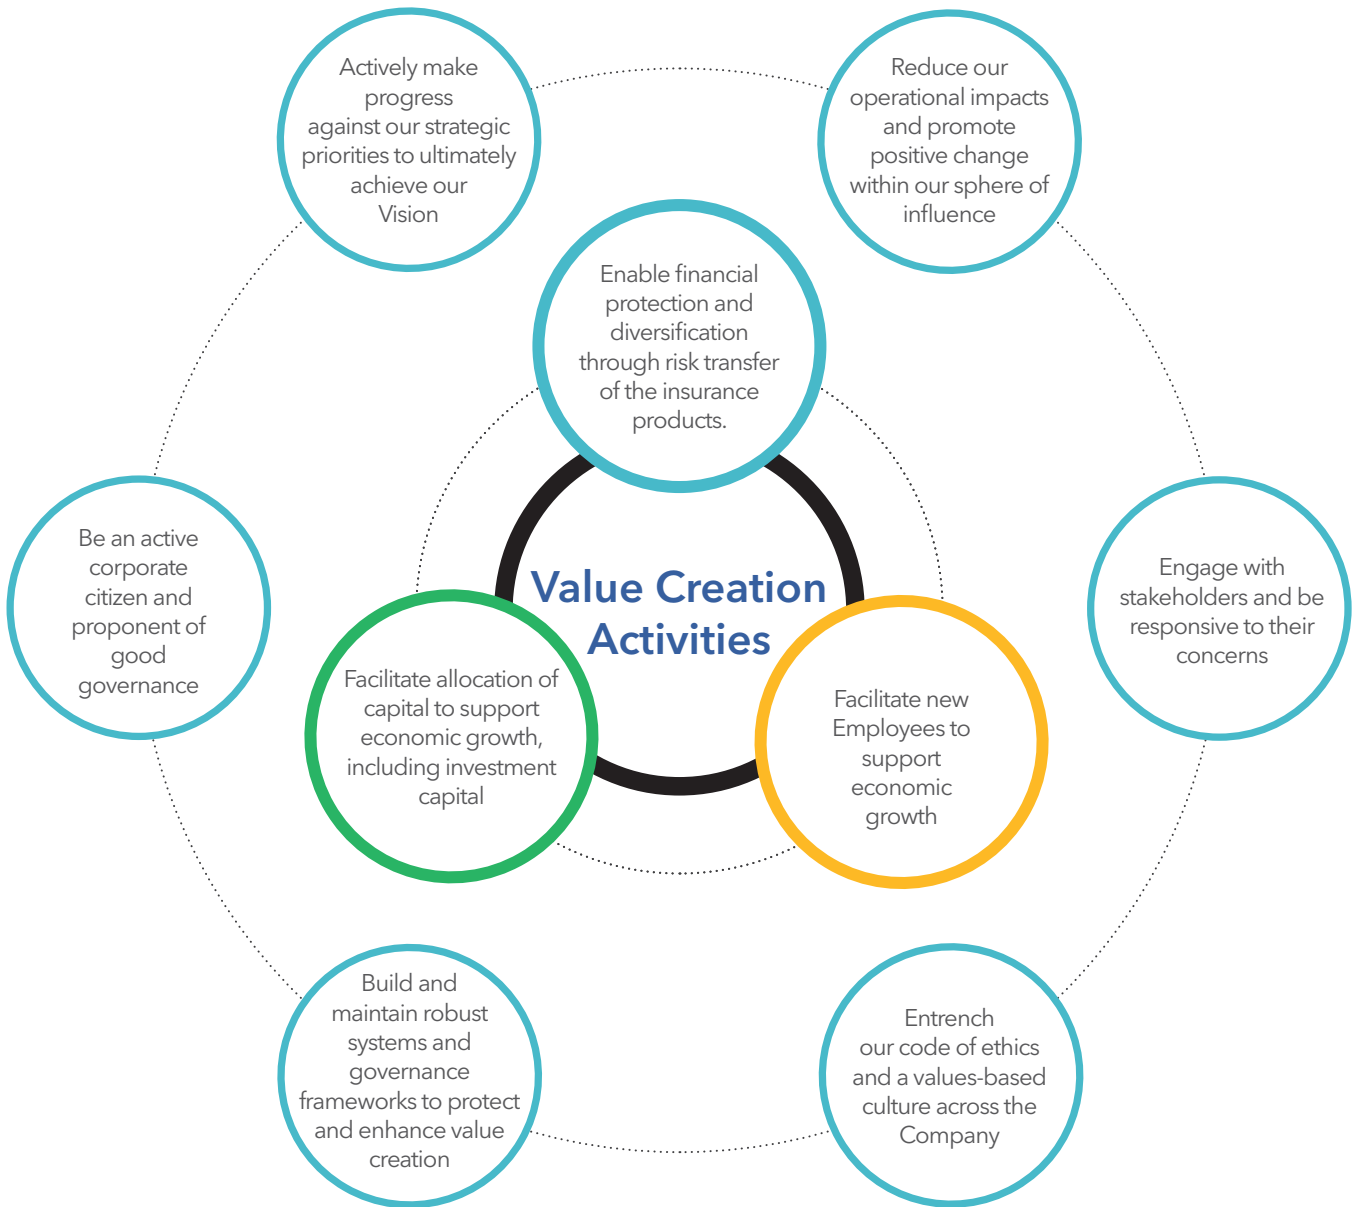 Actively make
progress
against our strategic
priorities to ultimately
achieve our
Vision
Reduce our
operational impacts
and promote
positive change
within our sphere of
influence
Enable financial
protection and
diversification
through risk transfer
of the insurance
products.
Be an active
corporate
citizen and
proponent of
good
governance
Value Creation
Activities
Engage with
stakeholders and be
responsive to their
concerns
Facilitate allocation of
capital to support
economic growth,
including investment
capital
Facilitate new
Employees to
support
economic
growth
Build and
maintain robust
systems and
governance
frameworks to protect
and enhance value
creation
Entrench
our code of ethics
and a values-based
culture across the
Company